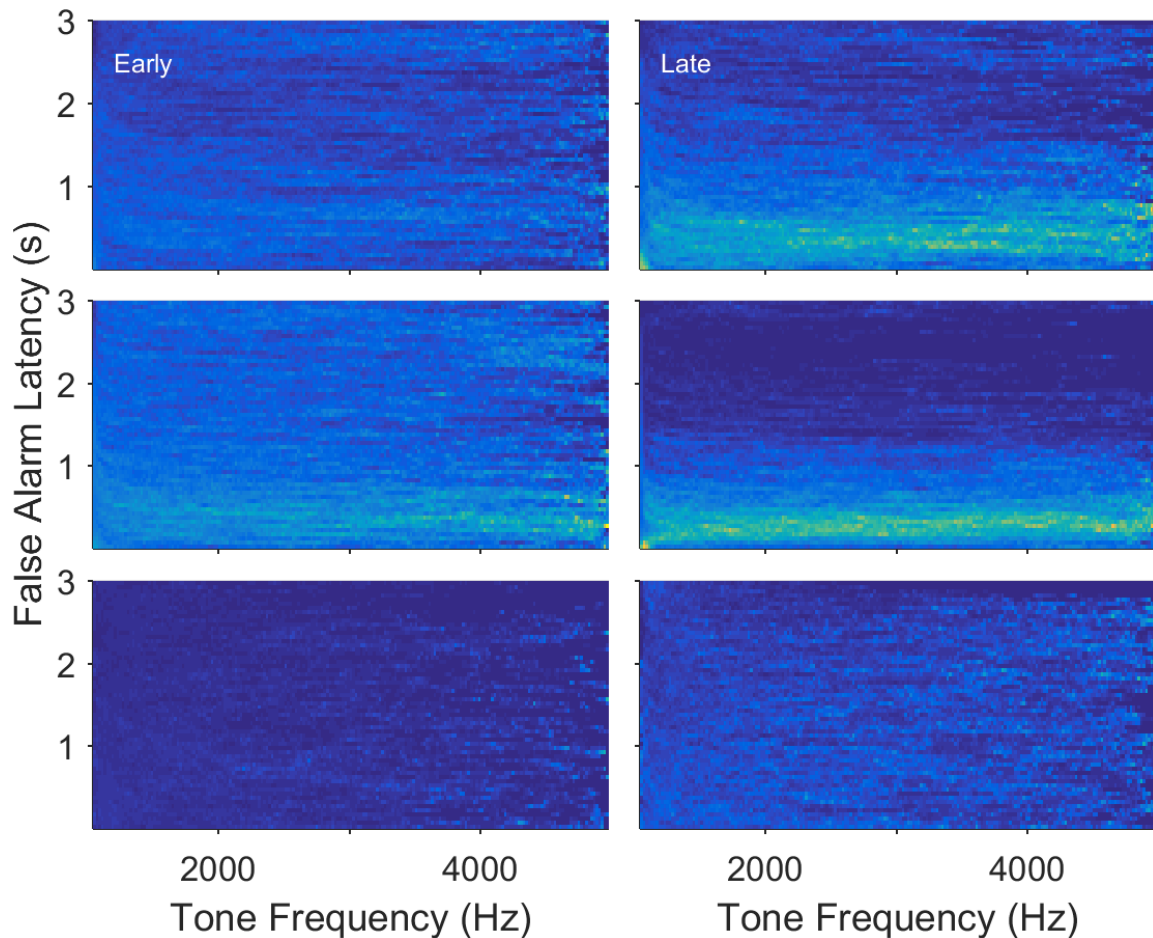 3
Early
Late
2
1
3
2
1
3
2
1
False Alarm Latency (s)
2000 4000 2000 4000
Tone Frequency (Hz) Tone Frequency (Hz)